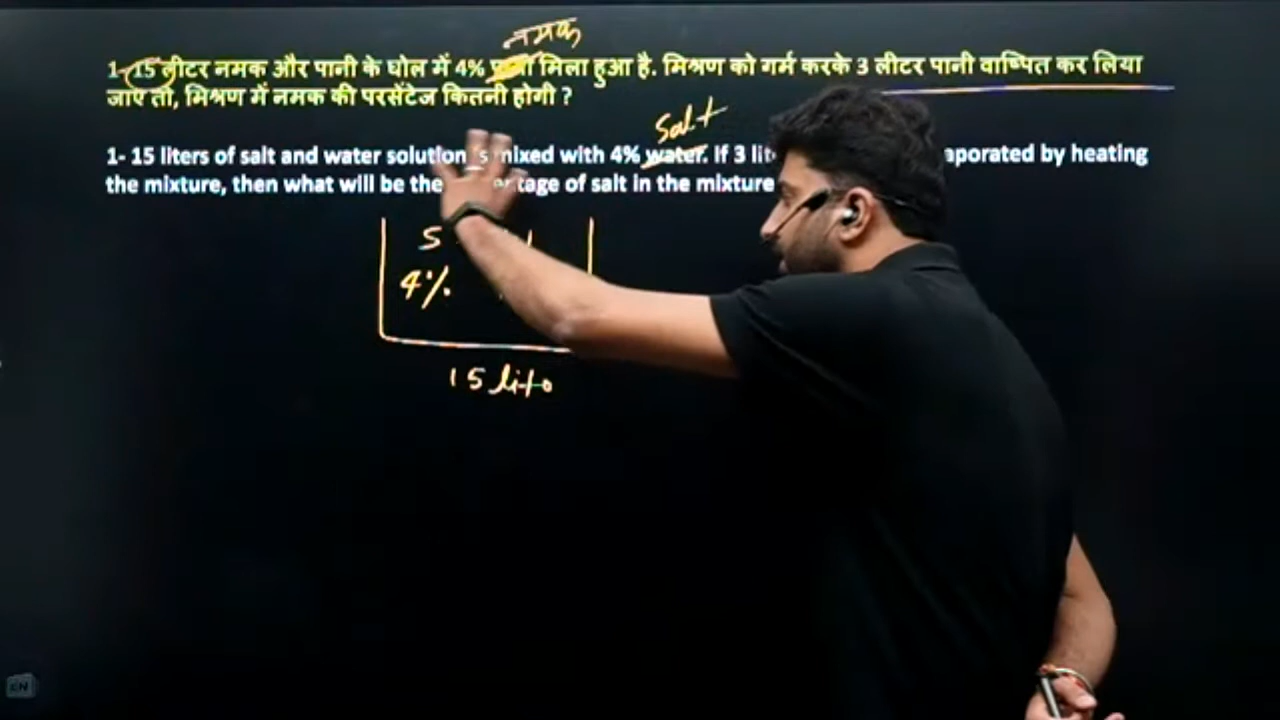 नमक
1- 15 लीटर नमक और पानी के घोल में 4% मिला हुआ है. मिश्रण को गर्म करके 3 लीटर पानी वाष्पित कर लिया
जाए तो, मिश्रण में नमक की परसेंटेज कितनी होगी ?
Salt
1- 15 liters of salt and water solution is mixed with 4% water. If 3 aporated by heating
the mixture, then what will be the tage of salt in the mixture
S
4%
15
EN